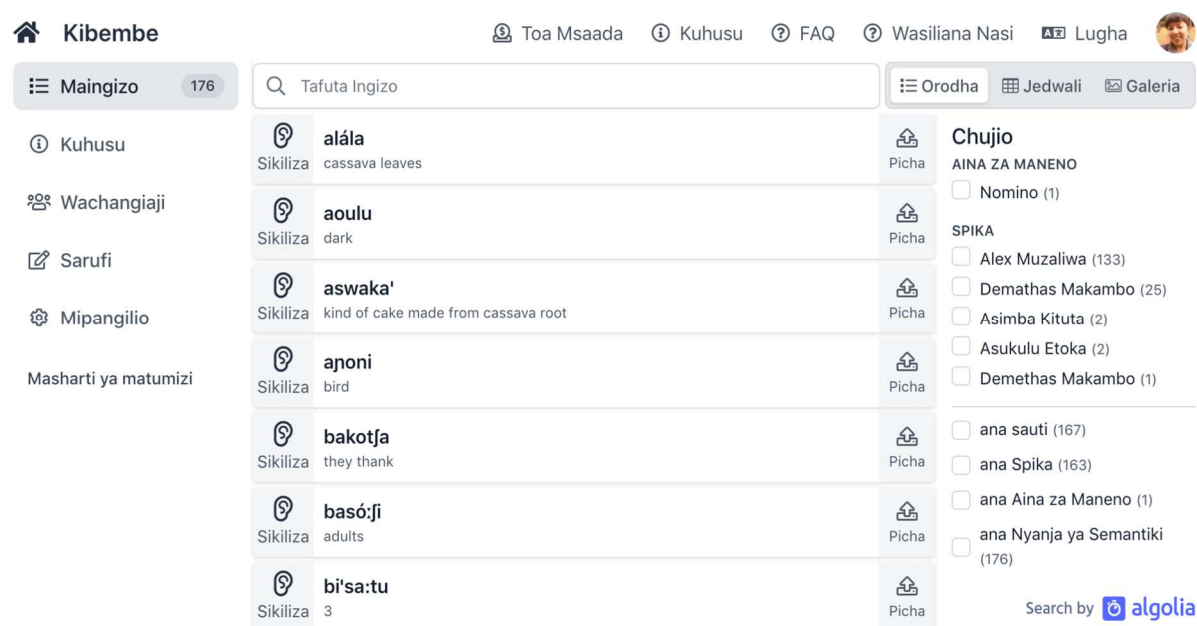 Kibembe
Toa Msaada
Kuhusu
FAQ
Wasiliana Nasi
Lugha
Maingizo 176
Kuhusu
Wachangiaji
Sarufi
Mipangilio
Masharti ya matumizi
Tafuta Ingizo
Orodha
Jedwali
Galeria
Sikiliza
alála
cassava leaves
Picha
Sikiliza
aoulu
dark
Picha
Sikiliza
aswaka'
kind of cake made from cassava root
Picha
Sikiliza
aɲoni
bird
Picha
Sikiliza
bakotʃa
they thank
Picha
Sikiliza
basó:ʃi
adults
Picha
Sikiliza
bi'sa:tu
3
Picha
Chujio
AINA ZA MANENO
Nomino (1)
SPIKA
Alex Muzaliwa (133)
Demathas Makambo (25)
Asimba Kituta (2)
Asukulu Etoka (2)
Demethas Makambo (1)
ana sauti (167)
ana Spika (163)
ana Aina za Maneno (1)
ana Nyanja ya Semantiki
(176)
Search by algolia